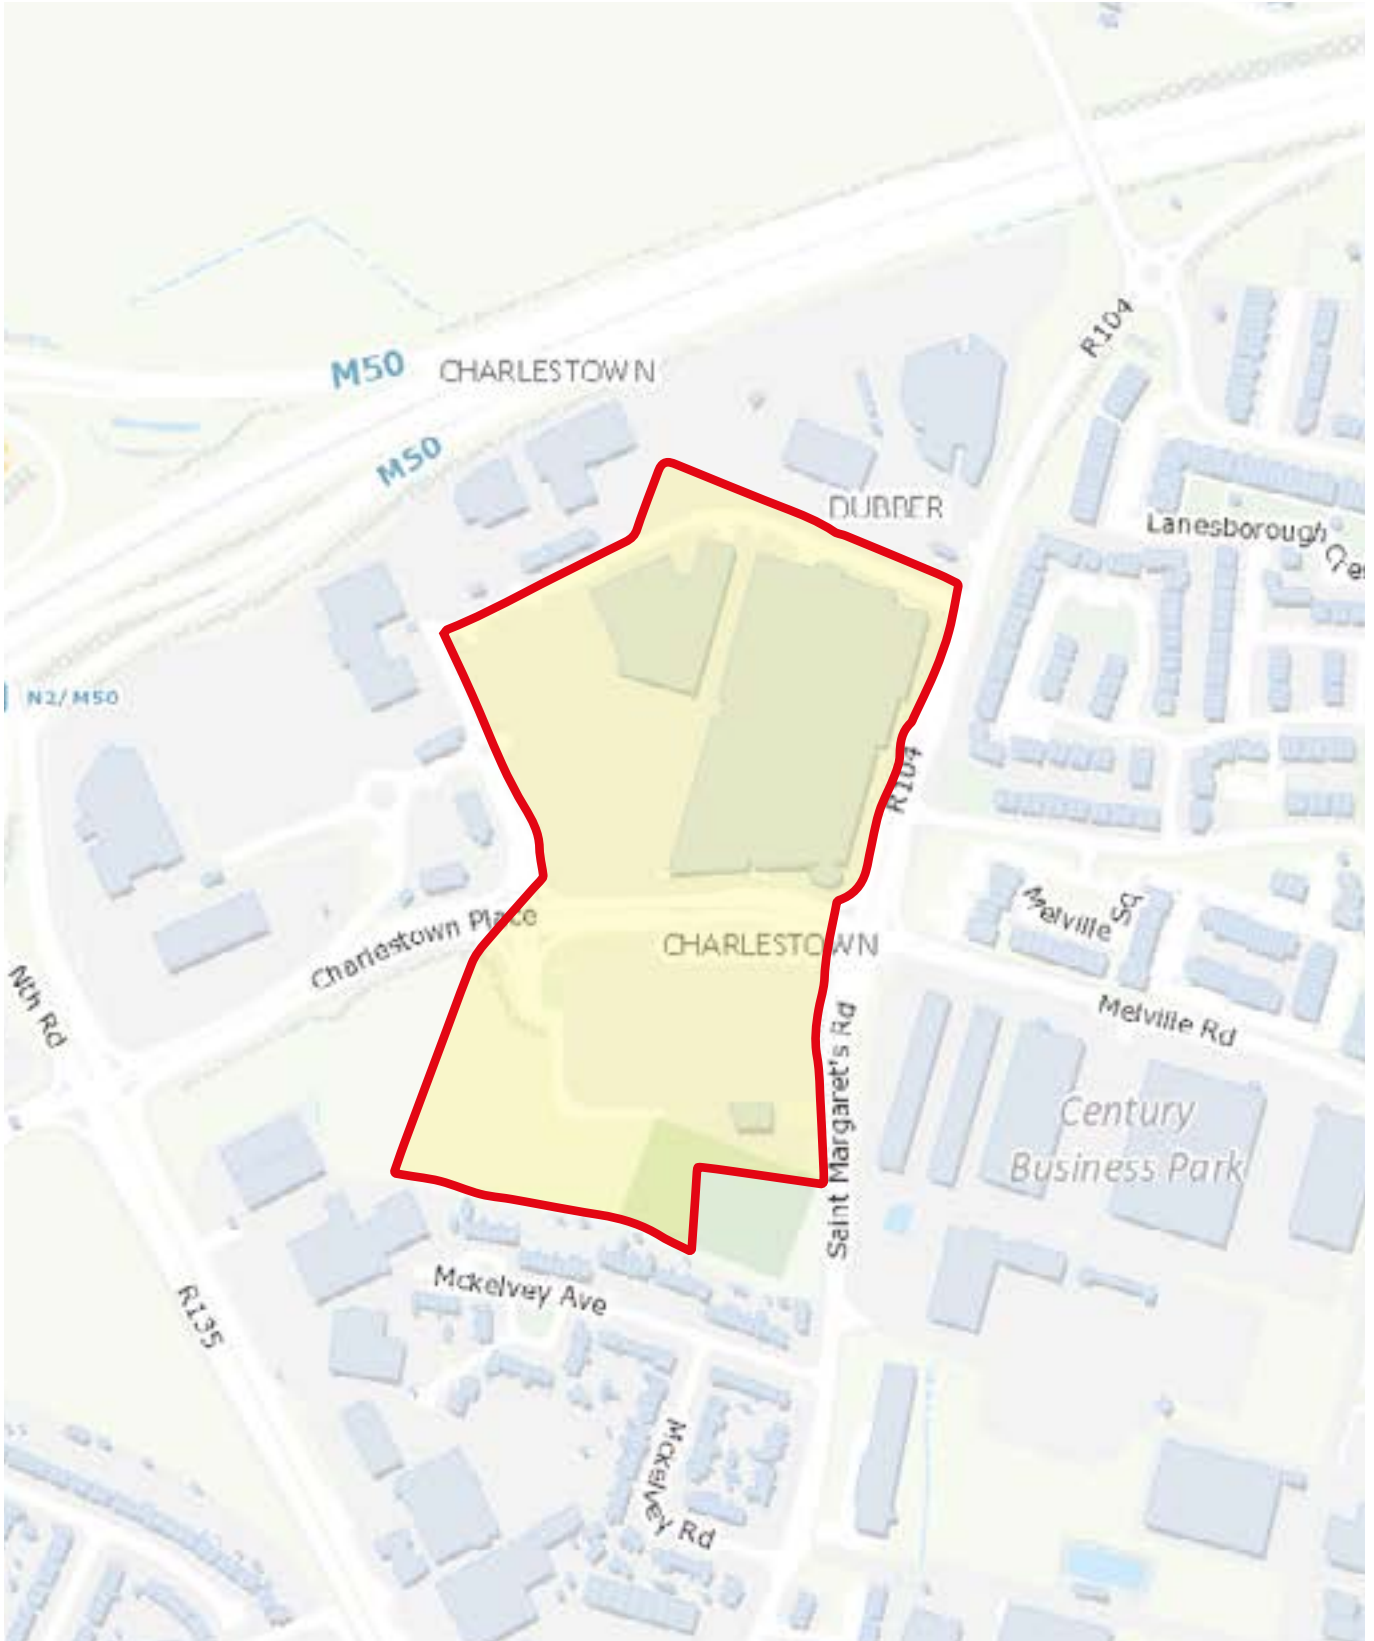 R104
M50
CHARLESTOWN
M50
DUBBER
Lanesborough
N2/M50
R104
Melville
Sq
Charlestown Place
CHARLESTOWN
Nth Rd
Melville Rd
Saint Margaret's Rd
Century
Business Park
Mckelvey Ave
R135
Mckelvey Rd